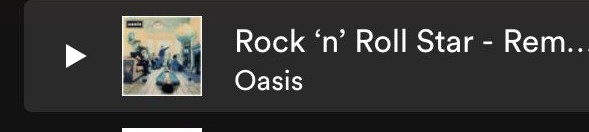 Rock ‘n’ Roll Star - Rem...
Oasis